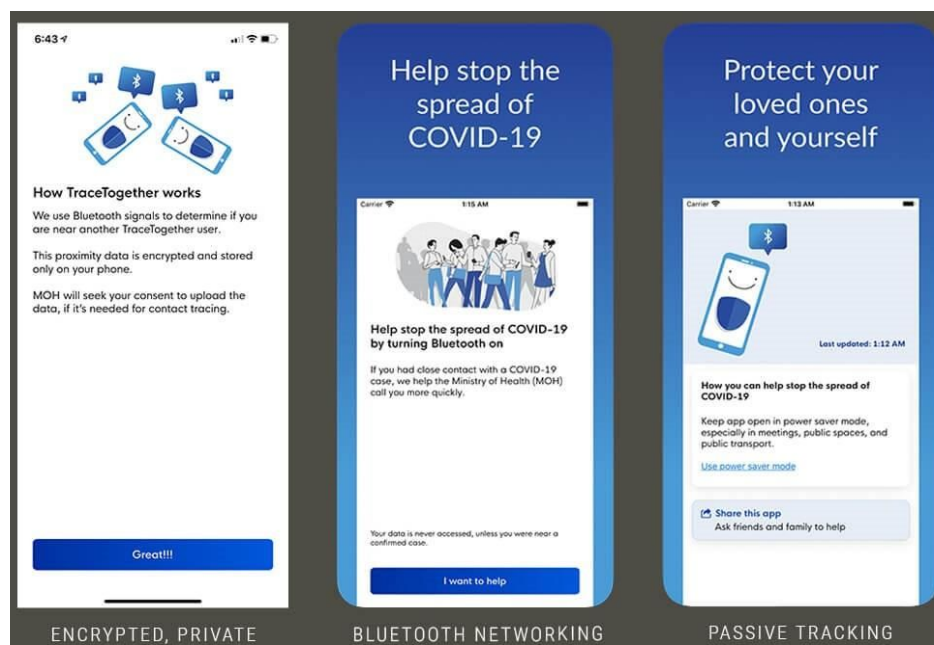 6:43
How TraceTogether works
We use Bluetooth signals to determine if you
are near another TraceTogether user.
This proximity data is encrypted and stored
only on your phone.
MOH will seek your consent to upload the
data, if it's needed for contact tracing.
Great!!!
ENCRYPTED, PRIVATE
Help stop the
spread of
COVID-19
Carrier
1:15 AM
Help stop the spread of COVID-19
by turning Bluetooth on
If you had close contact with a COVID-19
case, we help the Ministry of Health (MOH)
call you more quickly.
Your data is never accessed, unless you were near a
confirmed case.
I want to help
BLUETOOTH NETWORKING
Protect your
loved ones
and yourself
Carrier
1:13 AM
Last updated: 1:12 AM
How you can help stop the spread of
COVID-19
Keep app open in power saver mode,
especially in meetings, public spaces, and
public transport.
Use power saver mode
Share this app
Ask friends and family to help
PASSIVE TRACKING